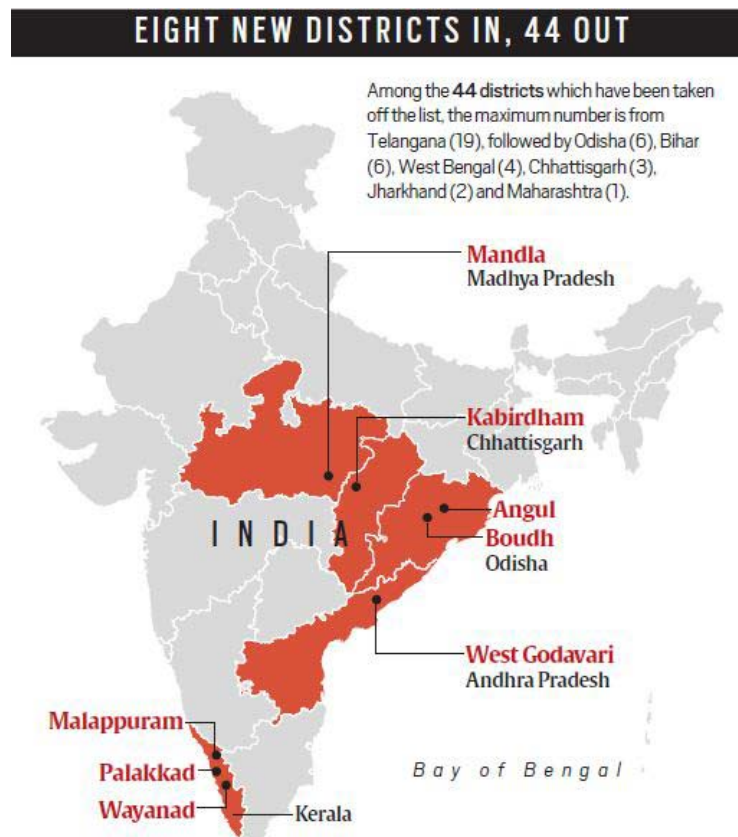 EIGHT NEW DISTRICTS IN, 44 OUT
Among the 44 districts which have been taken
off the list, the maximum number is from
Telangana (19), followed by Odisha (6), Bihar
(6), West Bengal (4), Chhattisgarh (3),
Jharkhand (2) and Maharashtra (1).
Mandla
Madhya Pradesh
Kabirdham
Chhattisgarh
Angul
INDIA
Boudh
Odisha
West Godavari
Andhra Pradesh
Malappuram
Palakkad
Bay of Bengal
Wayanad
Kerala